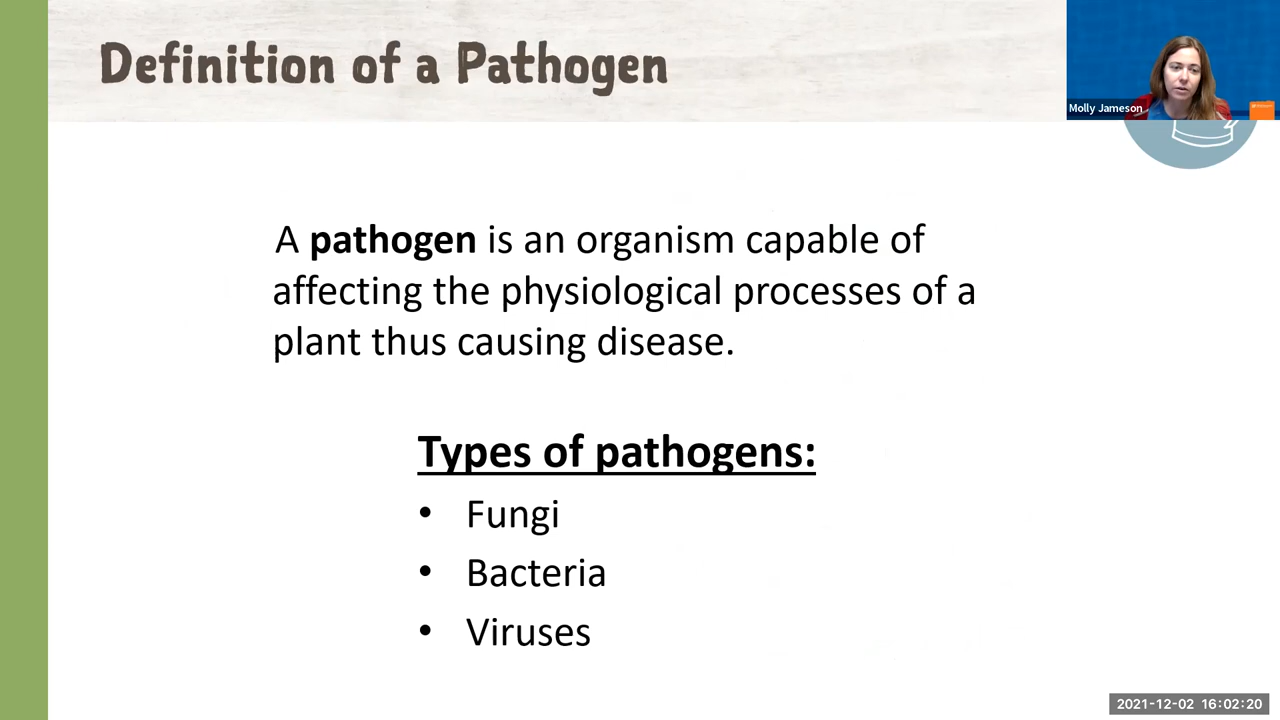 Definition of a Pathogen
Molly Jameson
A pathogen is an organism capable of
affecting the physiological processes of a
plant thus causing disease.
Types of pathogens:
• Fungi
• Bacteria
• Viruses
2021-12-02 16:02:20